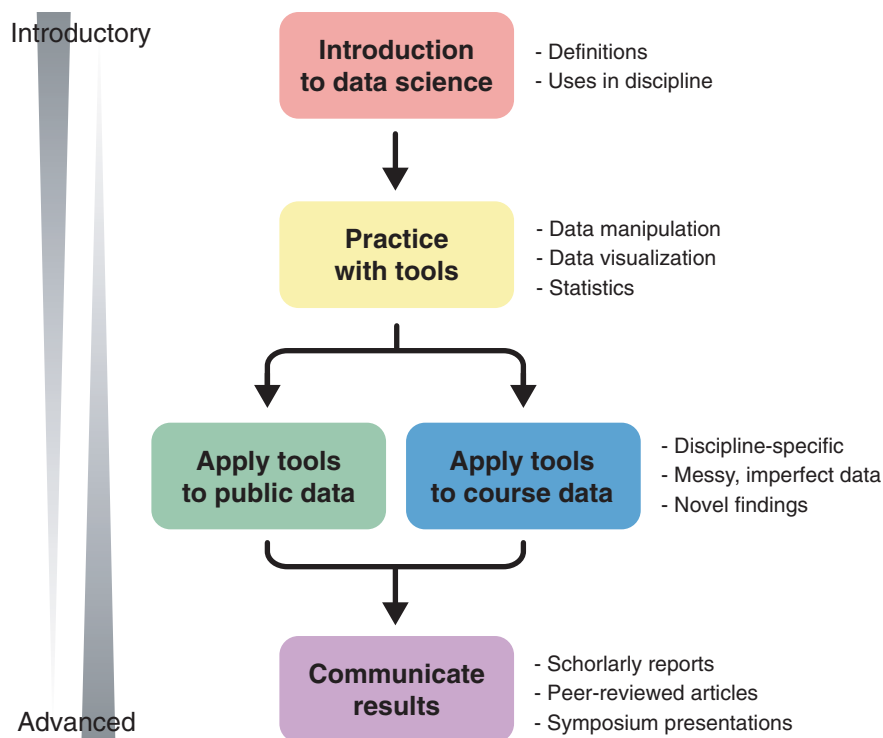 Introductory
Introduction
to data science
- Definitions
- Uses in discipline
Practice
with tools
- Data manipulation
- Data visualization
- Statistics
Apply tools
to public data
Apply tools
to course data
- Discipline-specific
- Messy, imperfect data
- Novel findings
Communicate
results
- Schorlarly reports
- Peer-reviewed articles
- Symposium presentations
Advanced